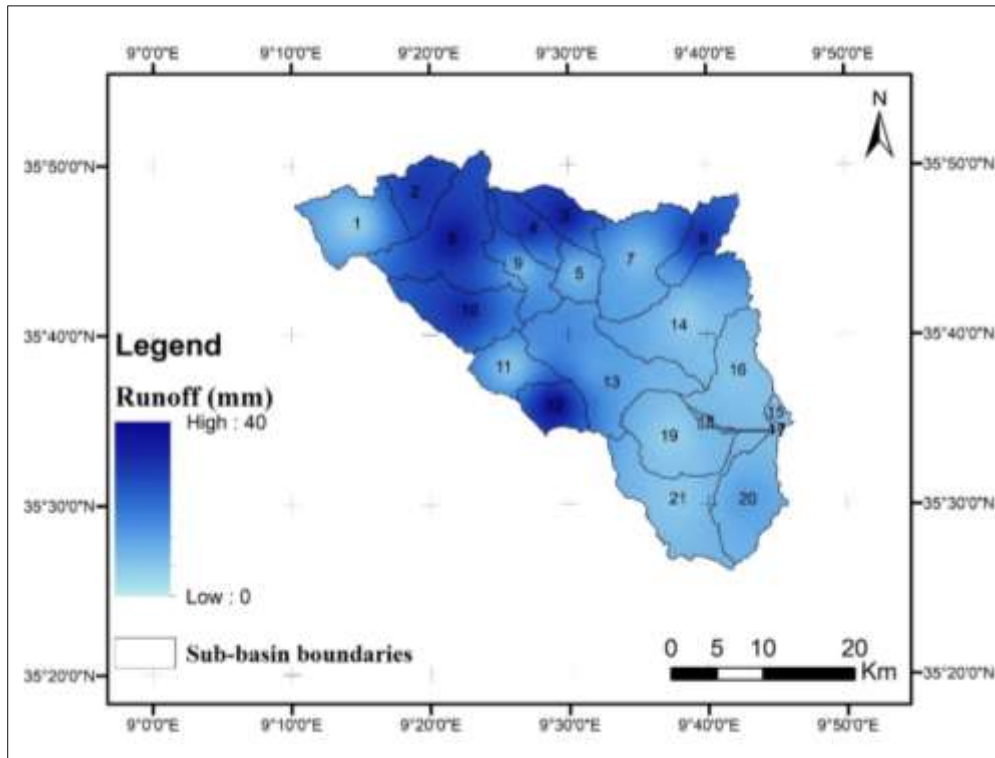 9°0'0"E 9°10'0"E 9°20'0"E 9°30'0"E 9°40'0"E 9°50'0"E
N
35°50'0"N 35°50'0"N
2
3
1
4
6
9
5
7
10
14
35°40'0"N 35°40'0"N
Legend
11
13
16
Runoff (mm)
High : 40
12
15
18
17
19
21
20
35°30'0"N 35°30'0"N
Low : 0
Sub-basin boundaries
0 5 10 20
Km
35°20'0"N 35°20'0"N
9°0'0"E 9°10'0"E 9°20'0"E 9°30'0"E 9°40'0"E 9°50'0"E